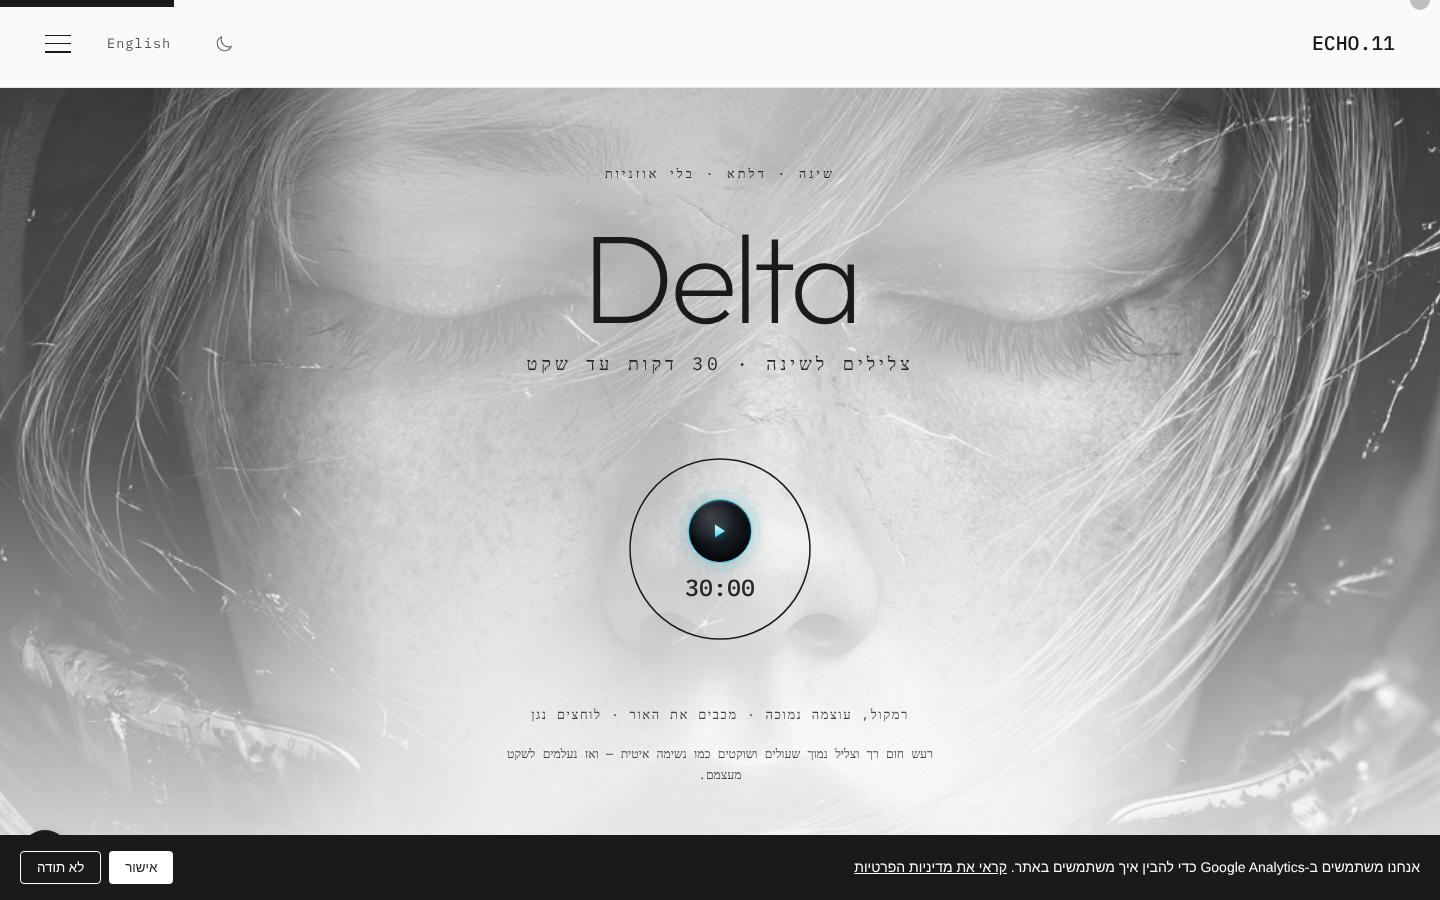 ECHO.11
English
שינה · דלתא · בלי אוזניות
Delta
צלילים לשינה · 30 דקות עד שקט
30:00
רמקול, עוצמה נמוכה · מכבים את האור · לוחצים נגן
רעש חום רך וצליל נמוך שעולים ושוקטים כמו נשימה איטית — ואז נעלמים לשקט
מעצמם.
אנחנו משתמשים ב-Google Analytics כדי להבין איך משתמשים באתר. קראי את מדיניות הפרטיות
אישור
לא תודה